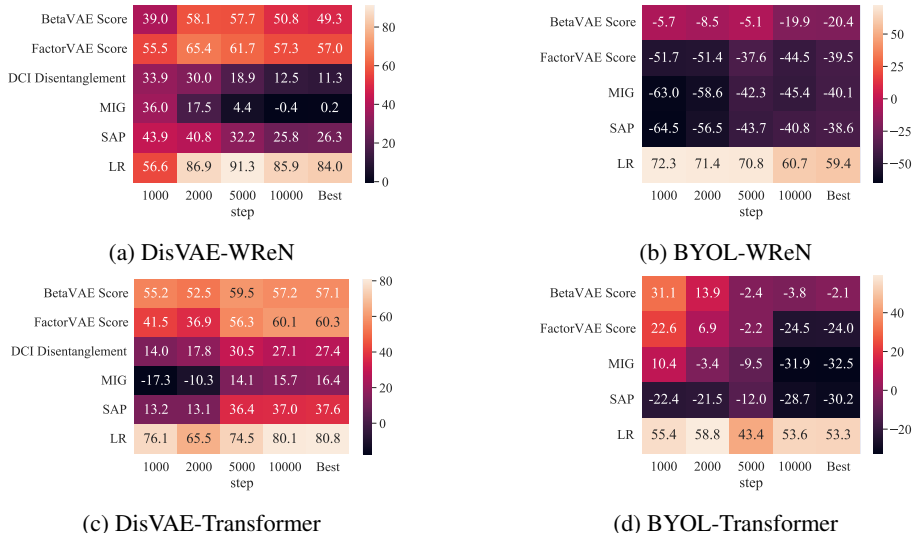 BetaVAE Score 39.0 58.1 57.7 50.8 49.3
FactorVAE Score 55.5 65.4 61.7 57.3 57.0
DCI Disentanglement 33.9 30.0 18.9 12.5 11.3
MIG 36.0 17.5 4.4 -0.4 0.2
SAP 43.9 40.8 32.2 25.8 26.3
LR 56.6 86.9 91.3 85.9 84.0
1000 2000 5000 10000 Best
step
80
60
40
20
0
(a) DisVAE-WReN
BetaVAE Score -5.7 -8.5 -5.1 -19.9 -20.4
FactorVAE Score -51.7 -51.4 -37.6 -44.5 -39.5
MIG -63.0 -58.6 -42.3 -45.4 -40.1
SAP -64.5 -56.5 -43.7 -40.8 -38.6
LR 72.3 71.4 70.8 60.7 59.4
1000 2000 5000 10000 Best
step
50
25
0
-25
-50
(b) BYOL-WReN
BetaVAE Score 55.2 52.5 59.5 57.2 57.1
FactorVAE Score 41.5 36.9 56.3 60.1 60.3
DCI Disentanglement 14.0 17.8 30.5 27.1 27.4
MIG -17.3 -10.3 14.1 15.7 16.4
SAP 13.2 13.1 36.4 37.0 37.6
LR 76.1 65.5 74.5 80.1 80.8
1000 2000 5000 10000 Best
step
80
60
40
20
0
(c) DisVAE-Transformer
BetaVAE Score 31.1 13.9 -2.4 -3.8 -2.1
FactorVAE Score 22.6 6.9 -2.2 -24.5 -24.0
MIG 10.4 -3.4 -9.5 -31.9 -32.5
SAP -22.4 -21.5 -12.0 -28.7 -30.2
LR 55.4 58.8 43.4 53.6 53.3
1000 2000 5000 10000 Best
step
40
20
0
-20
(d) BYOL-Transformer